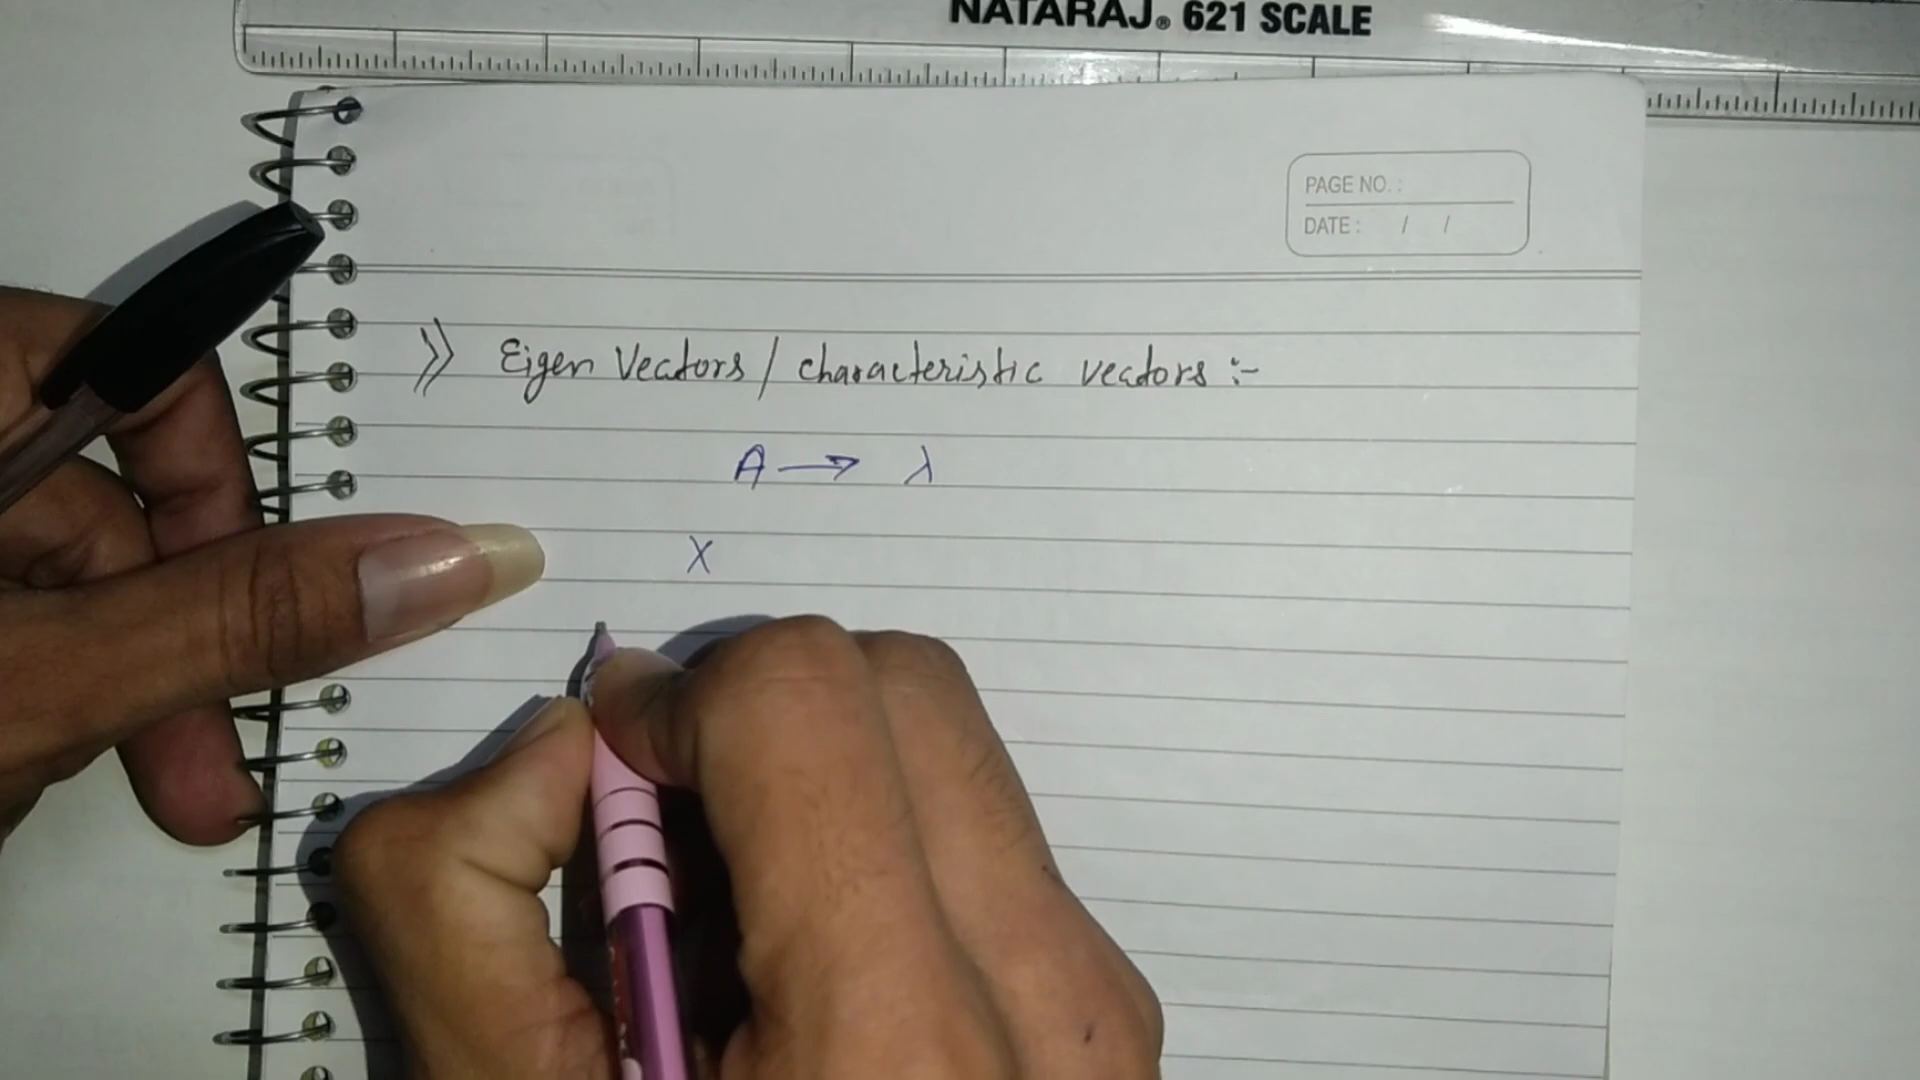 NATARAJ® 621 SCALE
PAGE NO. :
DATE : / /
» Eigen Vectors / characteristic vectors :-
A → λ
X